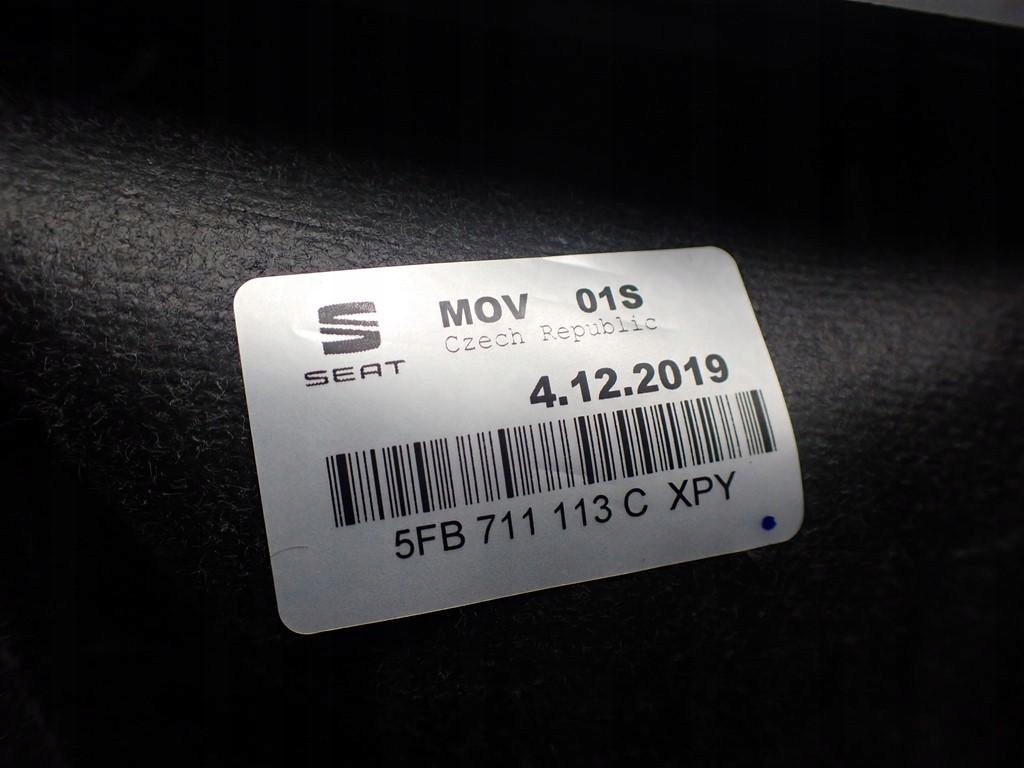 SEAT
MOV 01S
Czech Republic
4.12.2019
5FB 711 113 C XPY